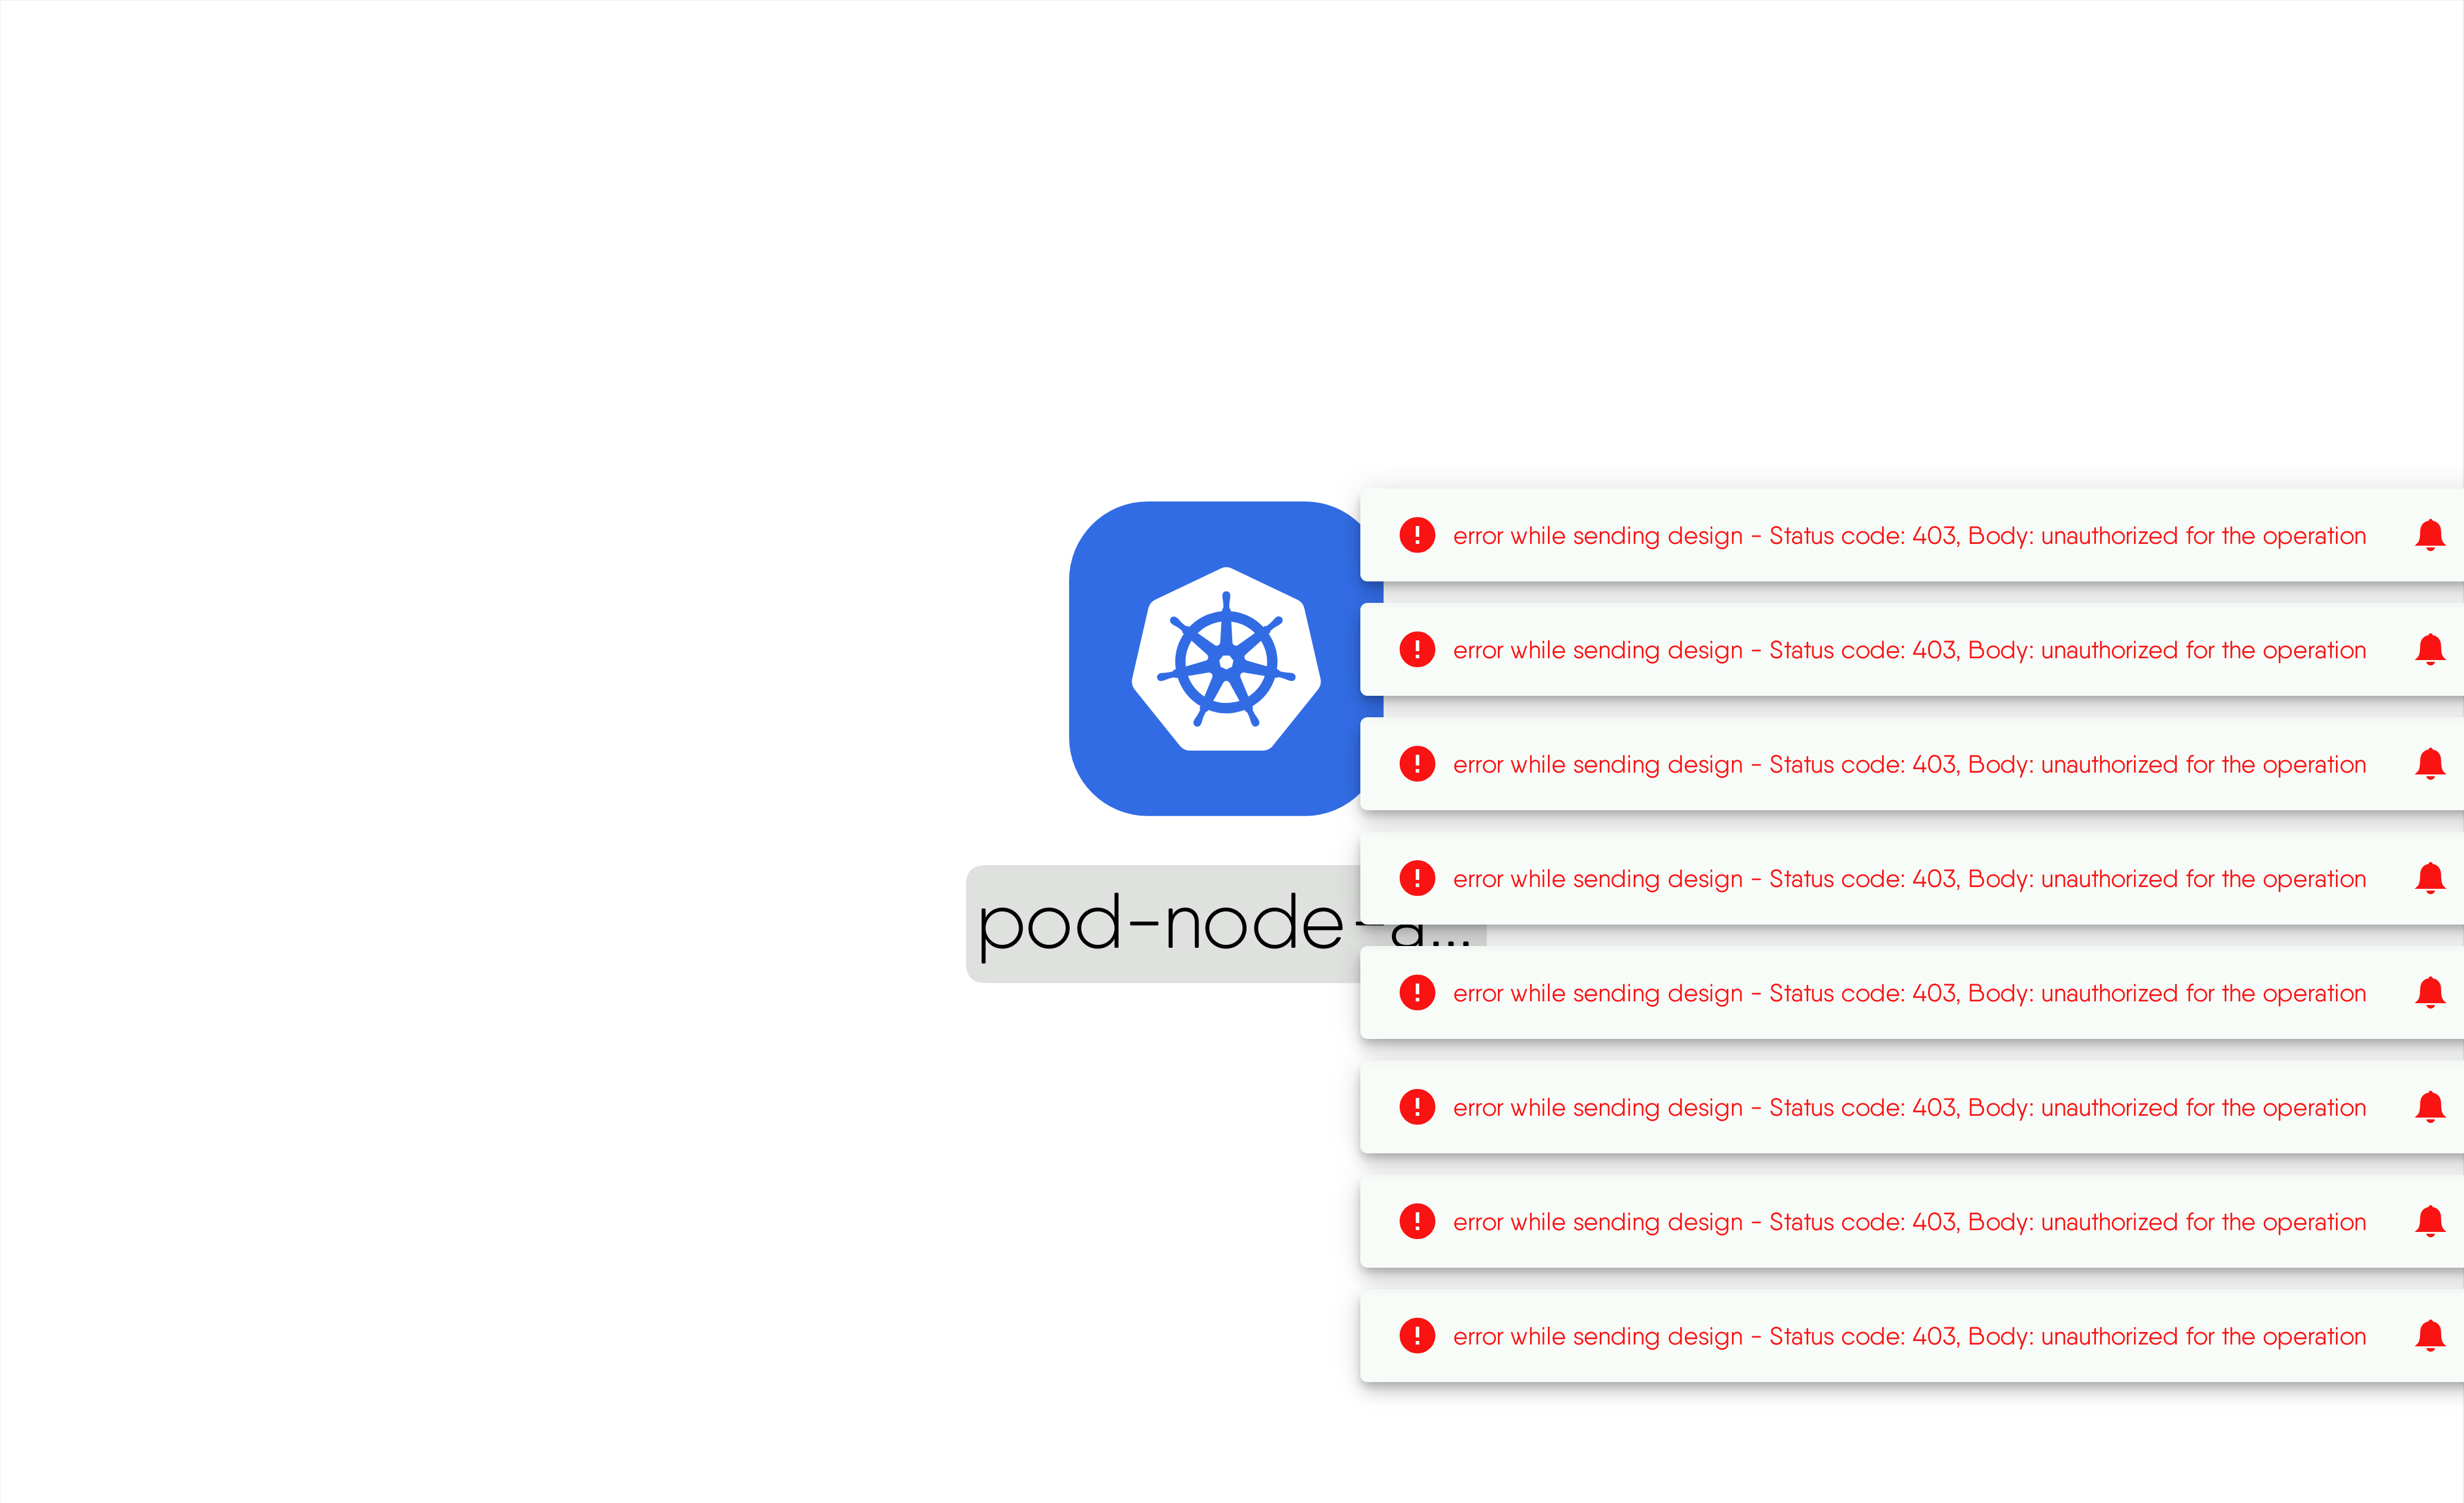 error while sending design - Status code: 403, Body: unauthorized for the operation
error while sending design - Status code: 403, Body: unauthorized for the operation
error while sending design - Status code: 403, Body: unauthorized for the operation
error while sending design - Status code: 403, Body: unauthorized for the operation
pod-node-a...
error while sending design - Status code: 403, Body: unauthorized for the operation
error while sending design - Status code: 403, Body: unauthorized for the operation
error while sending design - Status code: 403, Body: unauthorized for the operation
error while sending design - Status code: 403, Body: unauthorized for the operation